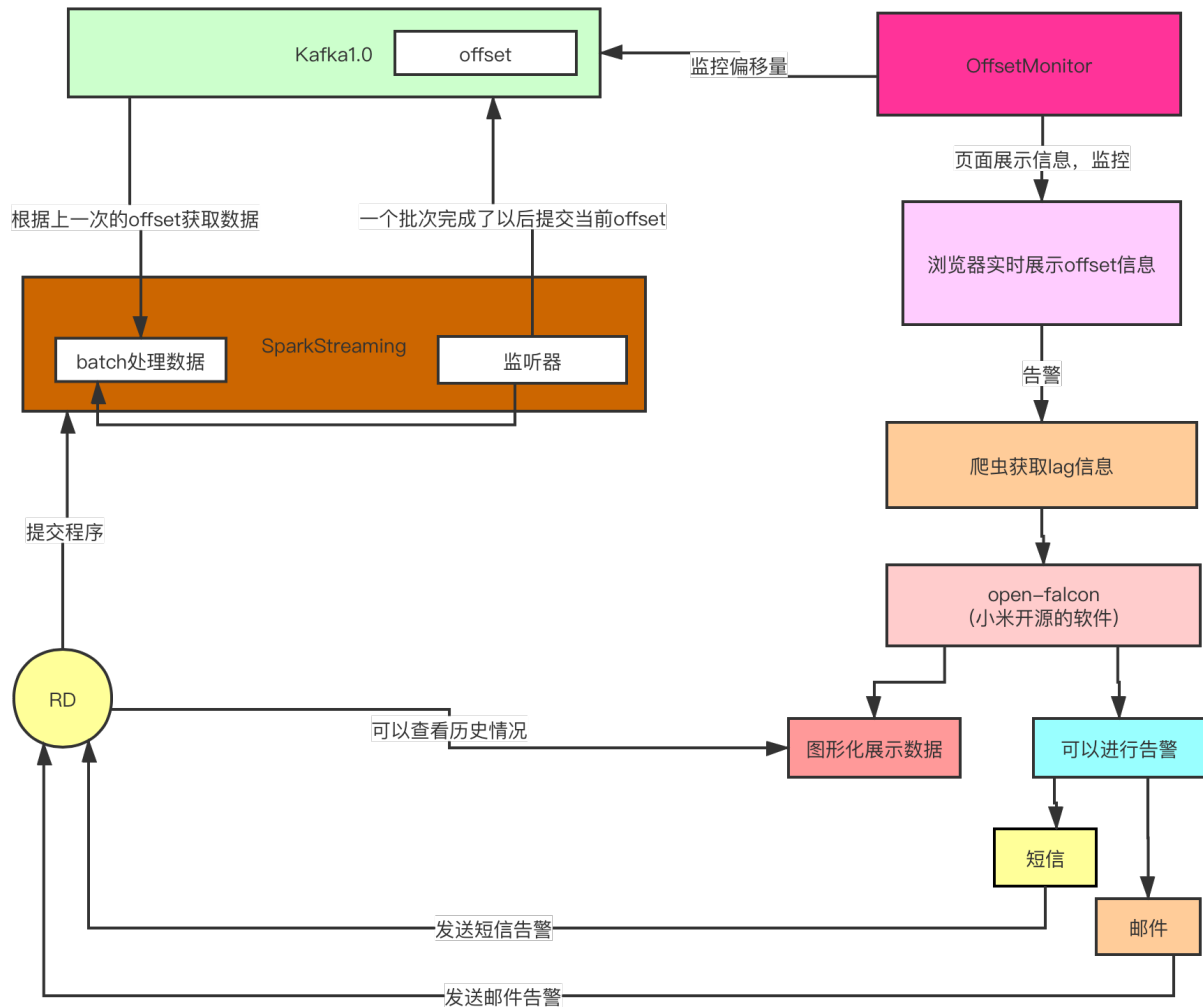 Kafka1.0
offset
监控偏移量
OffsetMonitor
页面展示信息，监控
根据上一次的offset获取数据
一个批次完成了以后提交当前offset
浏览器实时展示offset信息
SparkStreaming
batch处理数据
监听器
告警
爬虫获取lag信息
提交程序
open-falcon
(小米开源的软件)
RD
可以查看历史情况
图形化展示数据
可以进行告警
短信
发送短信告警
邮件
发送邮件告警